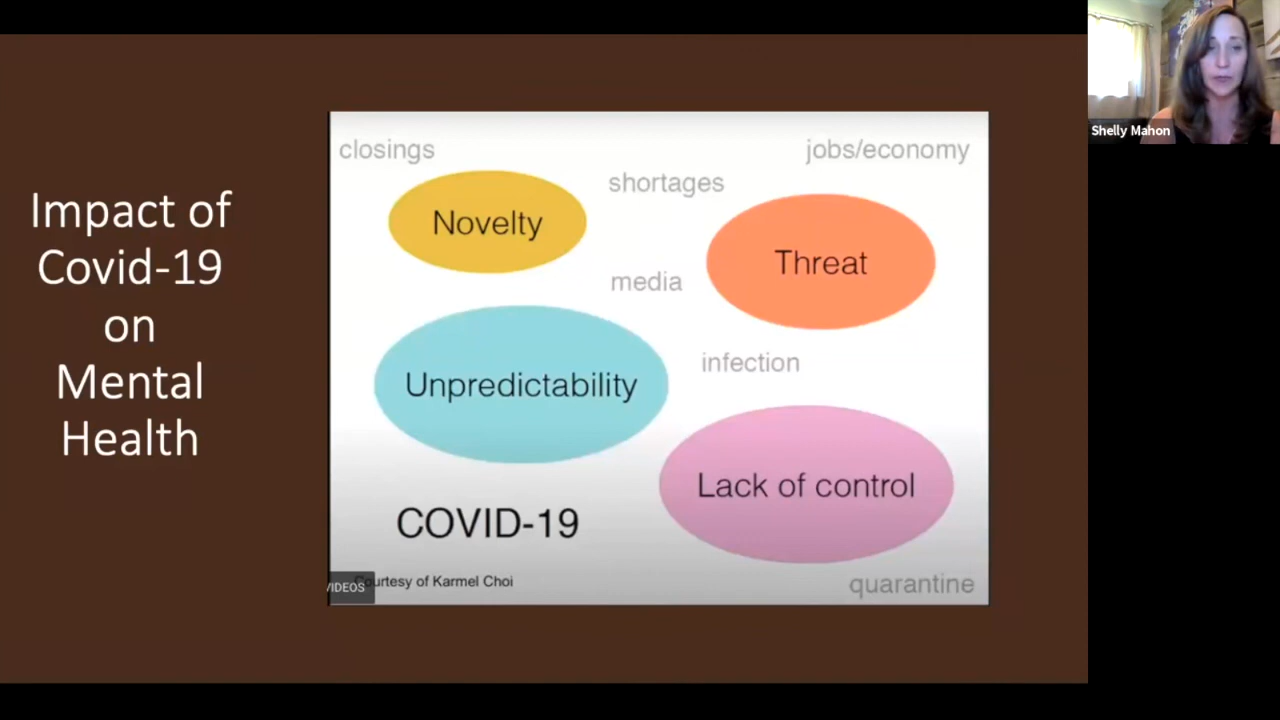 Impact of
Covid-19
on
Mental
Health
closings
jobs/economy
shortages
Novelty
Threat
media
infection
Unpredictability
Lack of control
COVID-19
Courtesy of Karmel Choi
VIDEOS
quarantine
Shelly Mahon